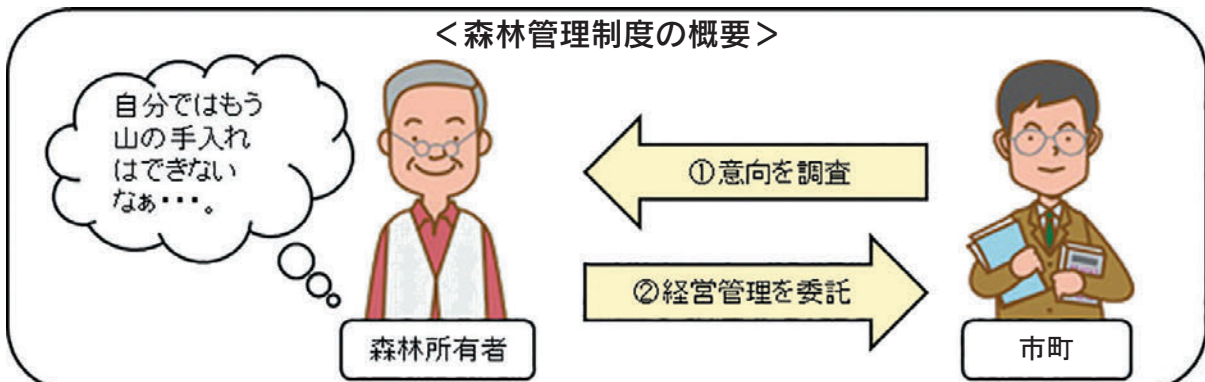 ＜森林管理制度の概要＞
自分ではもう
山の手入れ
はできない
なぁ・・・。
①意向を調査
②経営管理を委託
森林所有者
市町